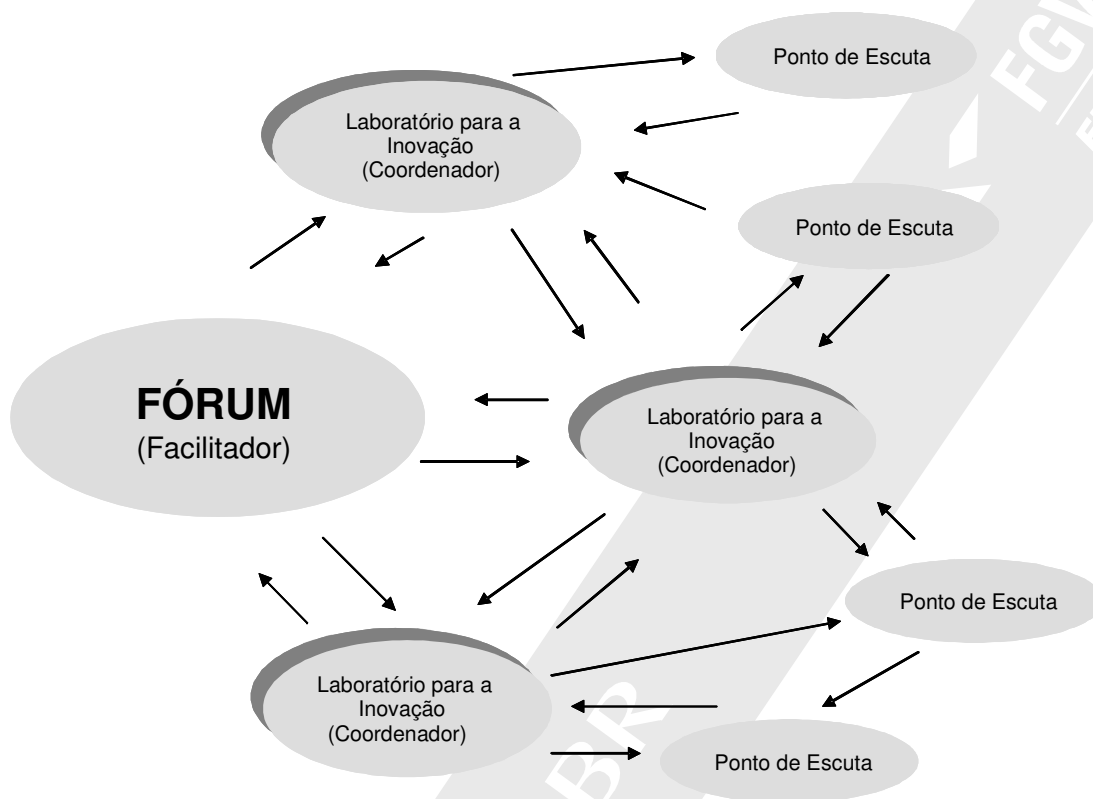 Ponto de Escuta
Laboratório para a
Inovação
(Coordenador)
Ponto de Escuta
FÓRUM
(Facilitador)
Laboratório para a
Inovação
(Coordenador)
Ponto de Escuta
Laboratório para a
Inovação
(Coordenador)
Ponto de Escuta
BR